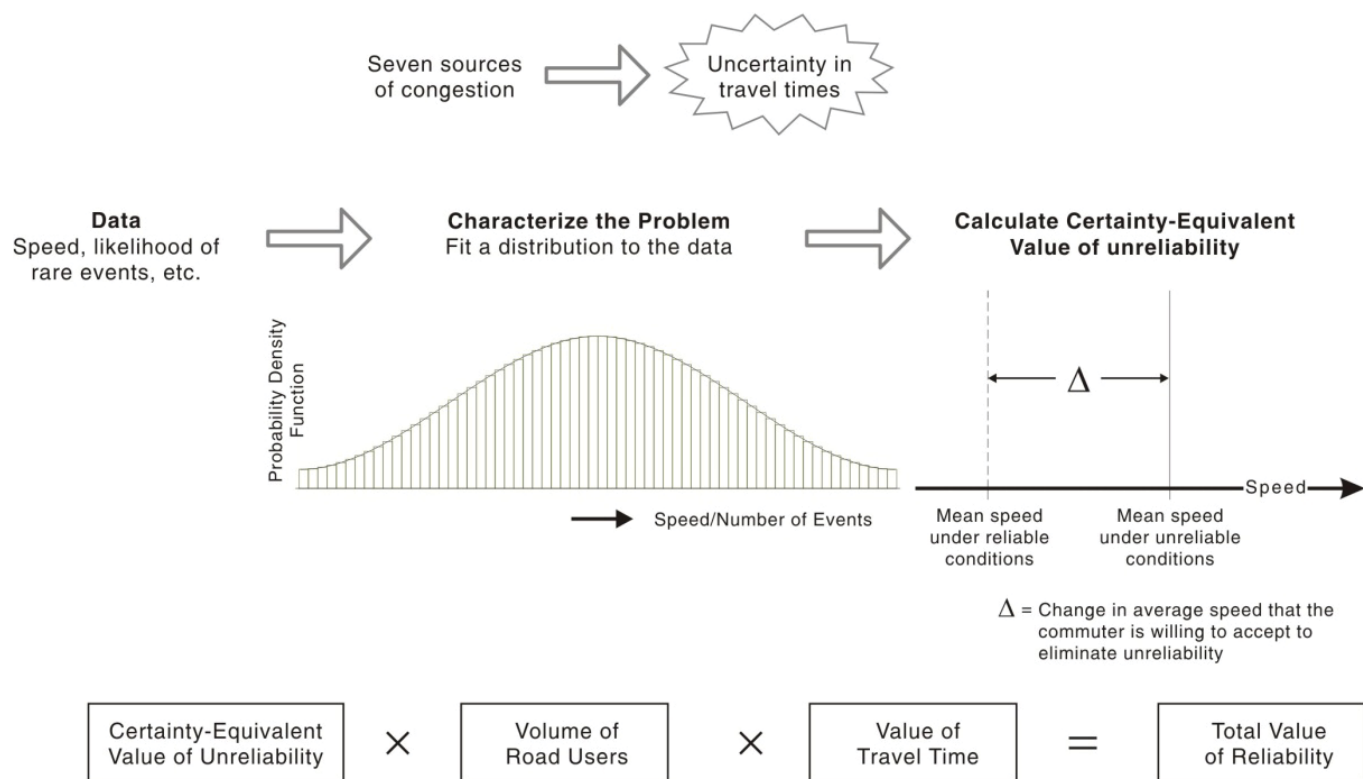 Seven sources
of congestion
Uncertainty in
travel times
Data
Speed, likelihood of
rare events, etc.
Characterize the Problem
Fit a distribution to the data
Calculate Certainty-Equivalent
Value of unreliability
Probability Density
Function
Speed/Number of Events
Δ
Speed
Mean speed
under reliable
conditions
Mean speed
under unreliable
conditions
Δ = Change in average speed that the
commuter is willing to accept to
eliminate unreliability
Certainty-Equivalent
Value of Unreliability
×
Volume of
Road Users
×
Value of
Travel Time
=
Total Value
of Reliability